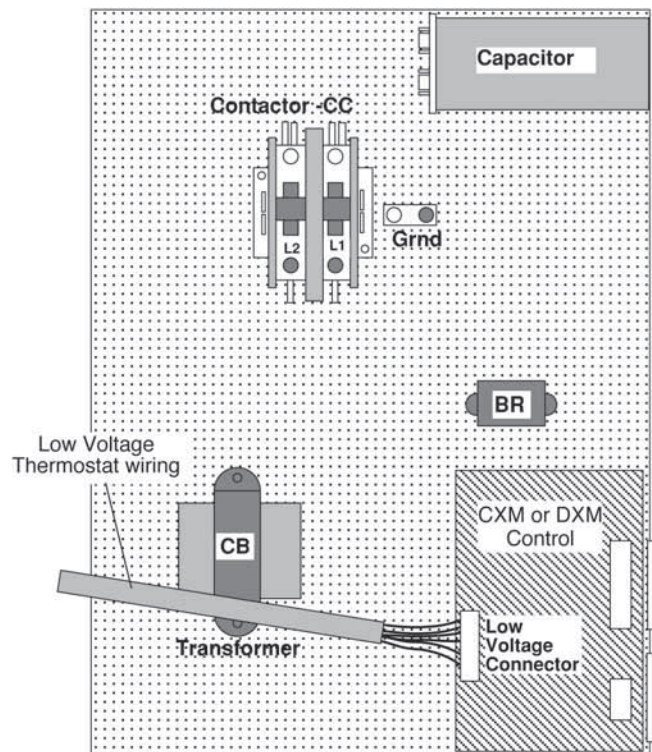 Capacitor
Contactor -CC
L2
L1
Grnd
BR
Low Voltage
Thermostat wiring
CXM or DXM
Control
CB
Low
Voltage
Connector
Transformer